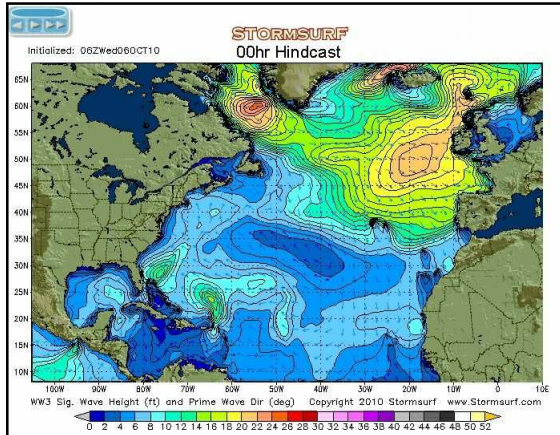 STORMSURF
Initialized: 06ZWed06OCT10
00hr Hindcast
65N
60N
55N
50N
45N
40N
35N
30N
25N
20N
15N
10N
100W 90W 80W 70W 60W 50W 40W 30W 20W 10W 0 10E
WW3 Sig. Wave Height (ft) and Prime Wave Dir (deg) Copyright 2010 Stormsurf www.Stormsurf.com
0 2 4 6 8 10 12 14 16 18 20 22 24 26 28 30 32 34 36 38 40 42 44 46 48 50 52